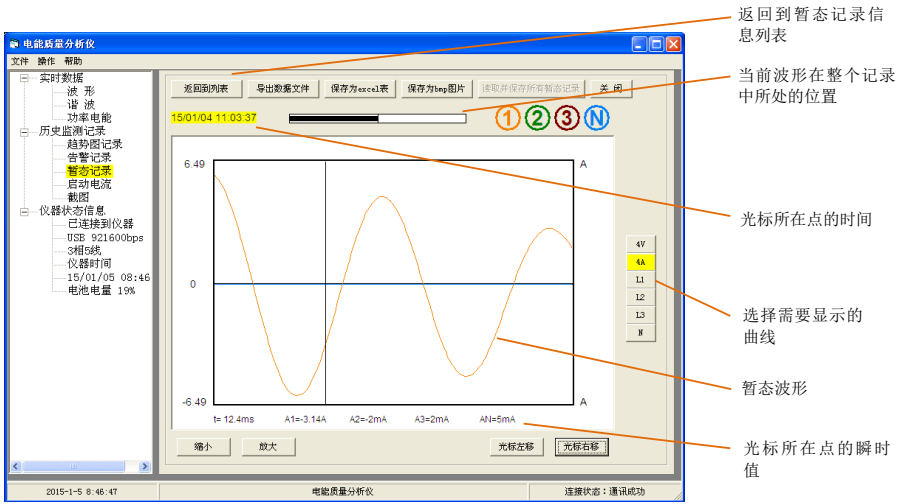 返回到暂态记录信
息列表
电能质量分析仪
文件 操作 帮助
实时数据
波 形
谐 波
功率电能
历史监测记录
趋势图记录
告警记录
暂态记录
启动电流
截图
仪器状态信息
已连接到仪器
USB 921600bps
3相5线
仪器时间
15/01/05 08:46
电池电量 19%
返回到列表 导出数据文件 保存为excel表 保存为bmp图片 读取并保存所有暂态记录 关 闭
当前波形在整个记录
中所处的位置
15/01/04 11:03:37
1 2 3 N
6.49 A
0
-6.49 A
光标所在点的时间
4V
4A
L1
L2
L3
N
选择需要显示的
曲线
暂态波形
t= 12.4ms A1=-3.14A A2=-2mA A3=2mA AN=5mA
缩小 放大 光标左移 光标右移
光标所在点的瞬时
值
2015-1-5 8:46:47 电能质量分析仪 连接状态：通讯成功